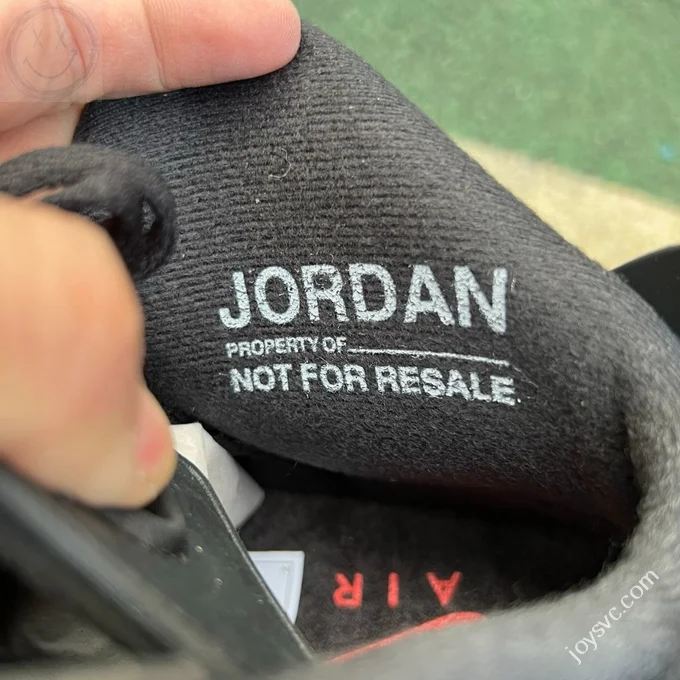 JORDAN
PROPERTY OF
NOT FOR RESALE
AIR
joysvc.com